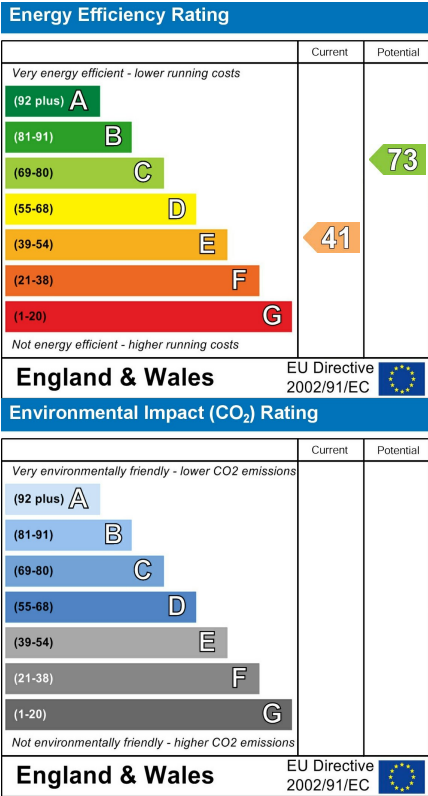 Energy Efficiency Rating
Current Potential
Very energy efficient - lower running costs
(92 plus) A
(81-91) B
73
(69-80) C
(55-68) D
(39-54) E
41
(21-38) F
(1-20) G
Not energy efficient - higher running costs
England & Wales
EU Directive
2002/91/EC
Environmental Impact (CO₂) Rating
Current Potential
Very environmentally friendly - lower CO2 emissions
(92 plus) A
(81-91) B
(69-80) C
(55-68) D
(39-54) E
(21-38) F
(1-20) G
Not environmentally friendly - higher CO2 emissions
England & Wales
EU Directive
2002/91/EC